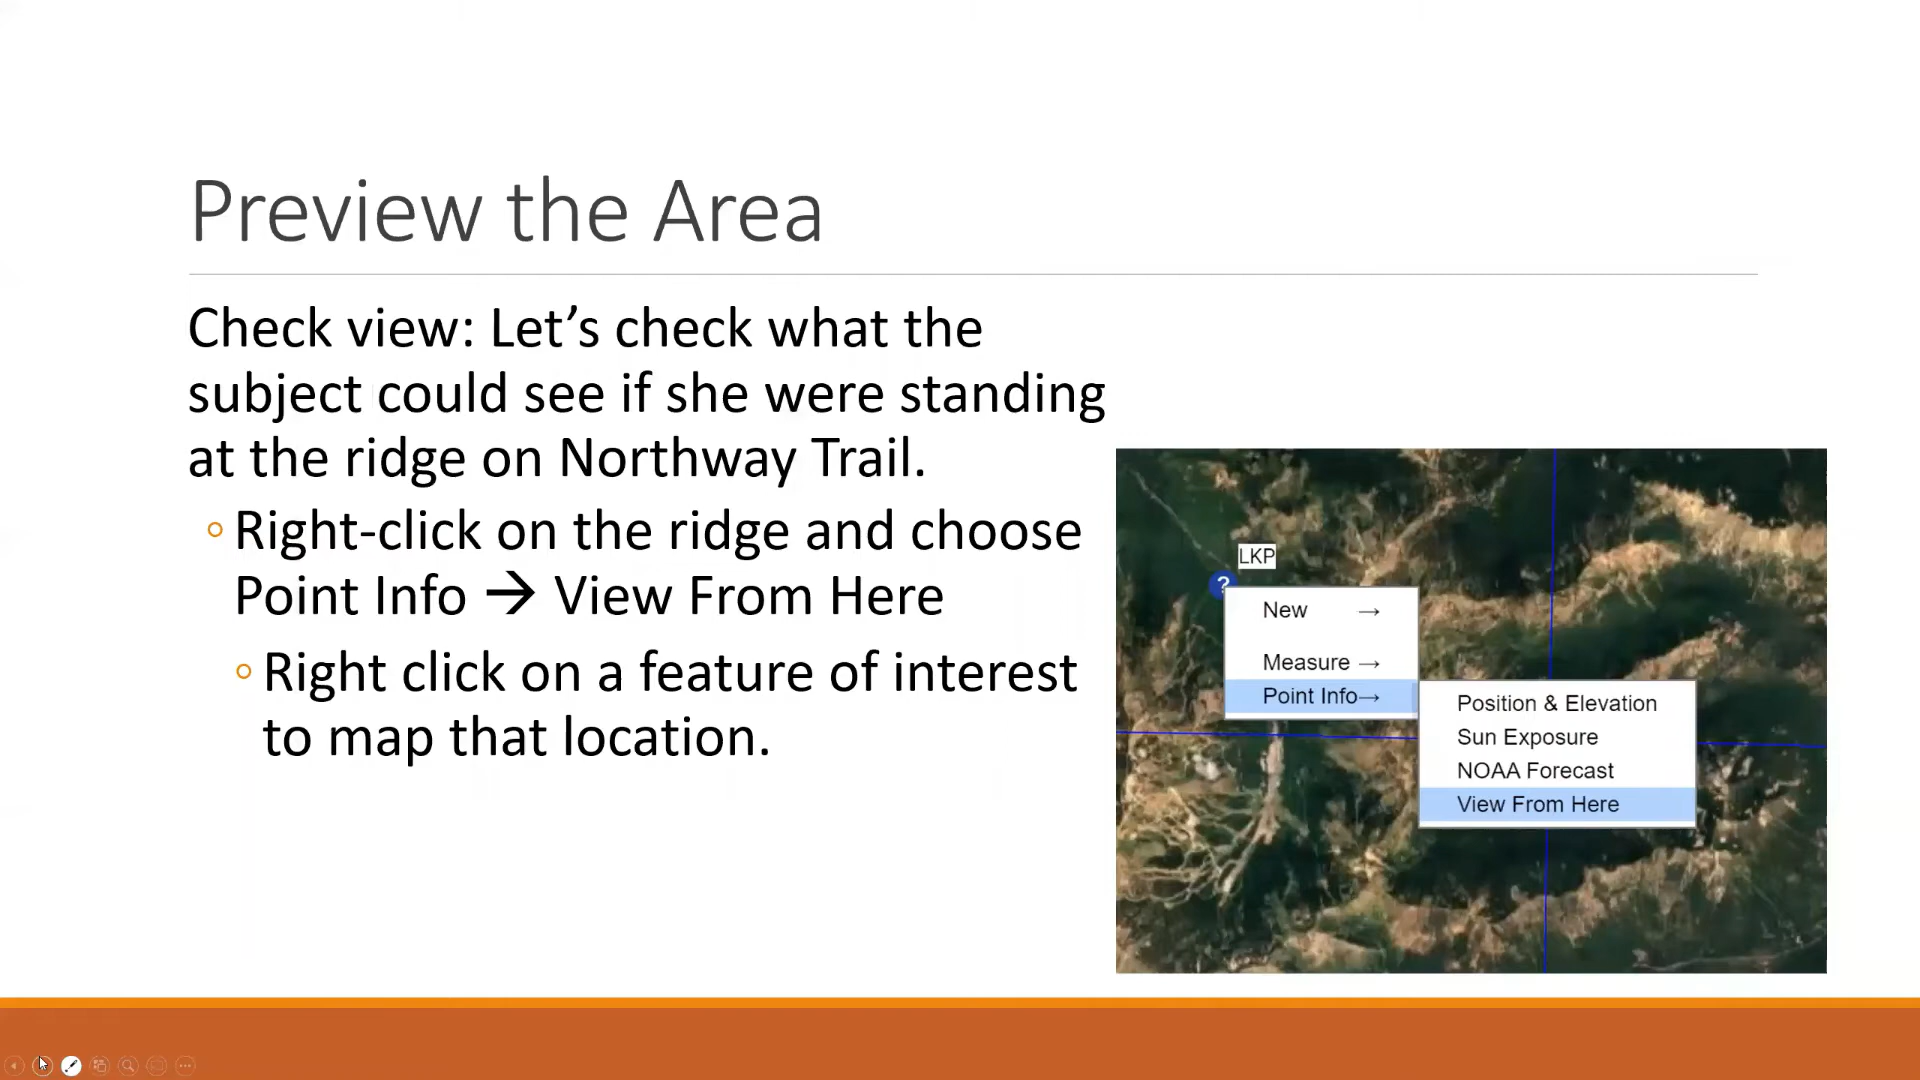 Preview the Area
Check view: Let’s check what the
subject could see if she were standing
at the ridge on Northway Trail.
Right-click on the ridge and choose
Point Info → View From Here
Right click on a feature of interest
to map that location.
LKP
?
New →
Measure →
Point Info→
Position & Elevation
Sun Exposure
NOAA Forecast
View From Here